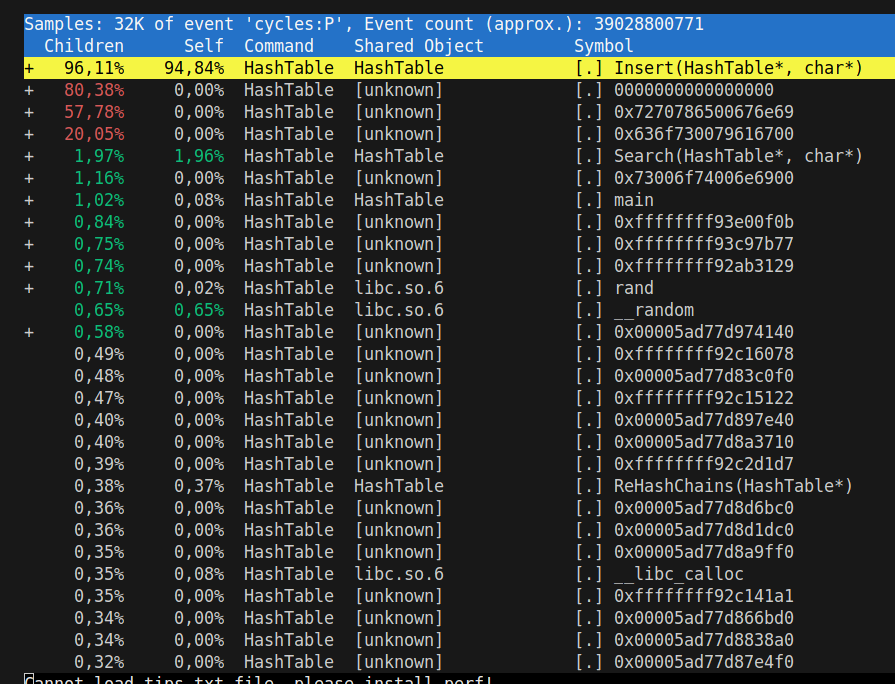 Samples: 32K of event 'cycles:P', Event count (approx.): 39028800771
Children Self Command Shared Object Symbol
+ 96,11% 94,84% HashTable HashTable [.] Insert(HashTable*, char*)
+ 80,38% 0,00% HashTable [unknown] [.] 0000000000000000
+ 57,78% 0,00% HashTable [unknown] [.] 0x7270786500676e69
+ 20,05% 0,00% HashTable [unknown] [.] 0x636f730079616700
+ 1,97% 1,96% HashTable HashTable [.] Search(HashTable*, char*)
+ 1,16% 0,00% HashTable [unknown] [.] 0x73006f74006e6900
+ 1,02% 0,08% HashTable HashTable [.] main
+ 0,84% 0,00% HashTable [unknown] [.] 0xffffffff93e00f0b
+ 0,75% 0,00% HashTable [unknown] [.] 0xffffffff93c97b77
+ 0,74% 0,00% HashTable [unknown] [.] 0xffffffff92ab3129
+ 0,71% 0,02% HashTable libc.so.6 [.] rand
0,65% 0,65% HashTable libc.so.6 [.] __random
+ 0,58% 0,00% HashTable [unknown] [.] 0x00005ad77d974140
0,49% 0,00% HashTable [unknown] [.] 0xffffffff92c16078
0,48% 0,00% HashTable [unknown] [.] 0x00005ad77d83c0f0
0,47% 0,00% HashTable [unknown] [.] 0xffffffff92c15122
0,40% 0,00% HashTable [unknown] [.] 0x00005ad77d897e40
0,40% 0,00% HashTable [unknown] [.] 0x00005ad77d8a3710
0,39% 0,00% HashTable [unknown] [.] 0xffffffff92c2d1d7
0,38% 0,37% HashTable HashTable [.] ReHashChains(HashTable*)
0,36% 0,00% HashTable [unknown] [.] 0x00005ad77d8d6bc0
0,36% 0,00% HashTable [unknown] [.] 0x00005ad77d8d1dc0
0,35% 0,00% HashTable [unknown] [.] 0x00005ad77d8a9ff0
0,35% 0,08% HashTable libc.so.6 [.] __libc_calloc
0,35% 0,00% HashTable [unknown] [.] 0xffffffff92c141a1
0,34% 0,00% HashTable [unknown] [.] 0x00005ad77d866bd0
0,34% 0,00% HashTable [unknown] [.] 0x00005ad77d8838a0
0,32% 0,00% HashTable [unknown] [.] 0x00005ad77d87e4f0
Cannot load tips.txt file, please install perf!